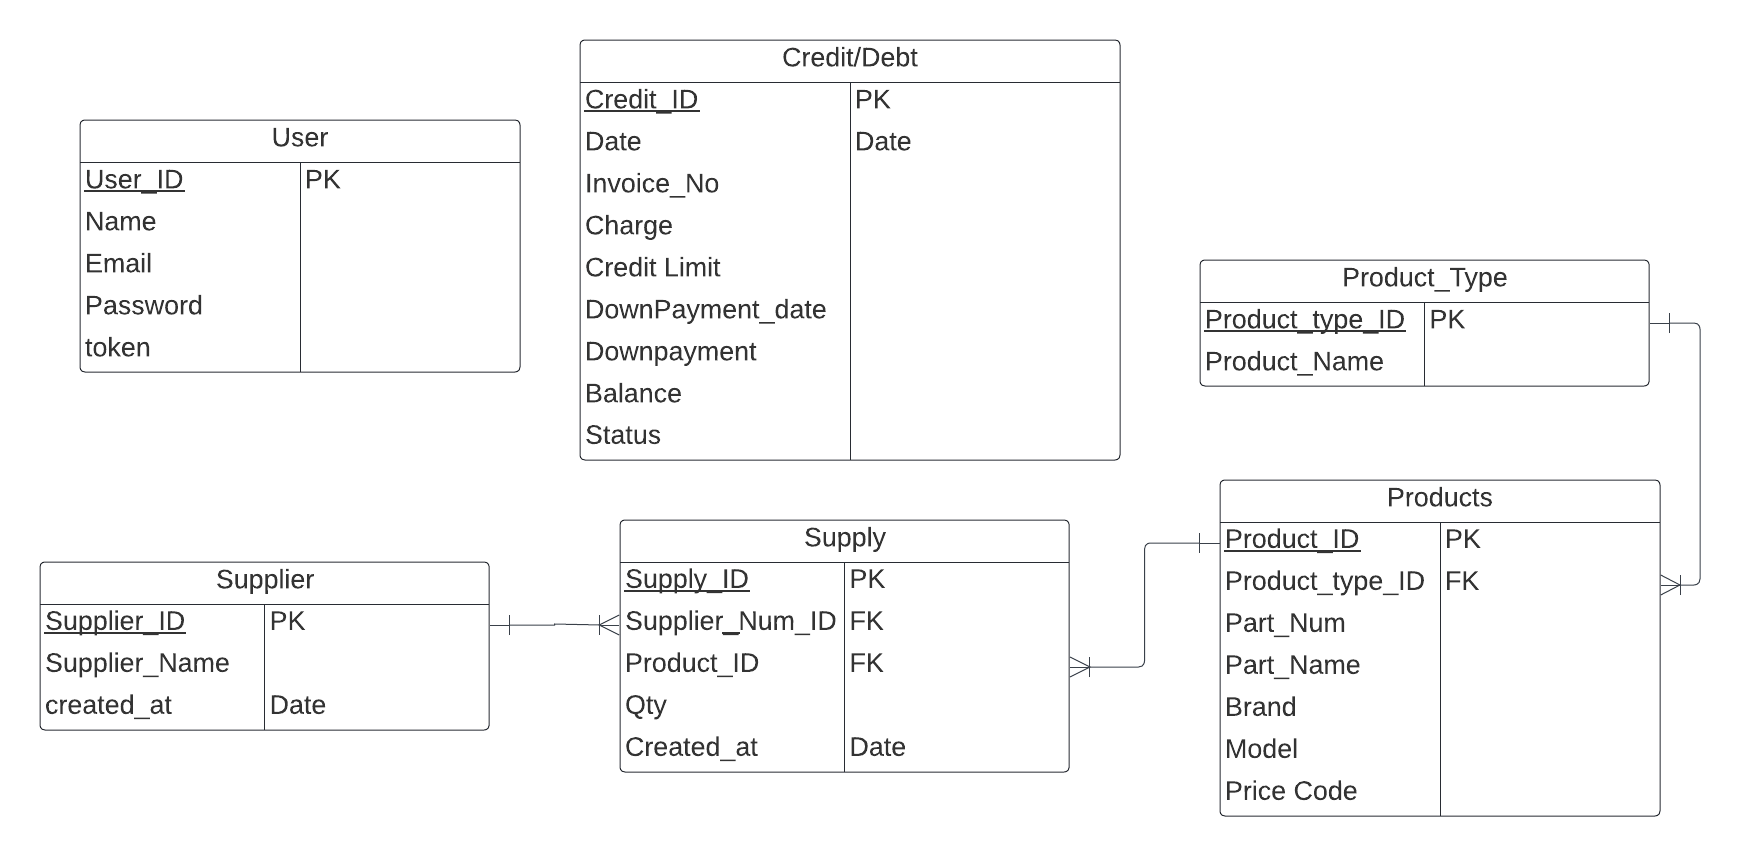 User
User_ID PK
Name
Email
Password
token
Credit/Debt
Credit_ID PK
Date Date
Invoice_No
Charge
Credit Limit
DownPayment_date
Downpayment
Balance
Status
Product_Type
Product_type_ID PK
Product_Name
Supplier
Supplier_ID PK
Supplier_Name
created_at Date
Supply
Supply_ID PK
Supplier_Num_ID FK
Product_ID FK
Qty
Created_at Date
Products
Product_ID PK
Product_type_ID FK
Part_Num
Part_Name
Brand
Model
Price Code